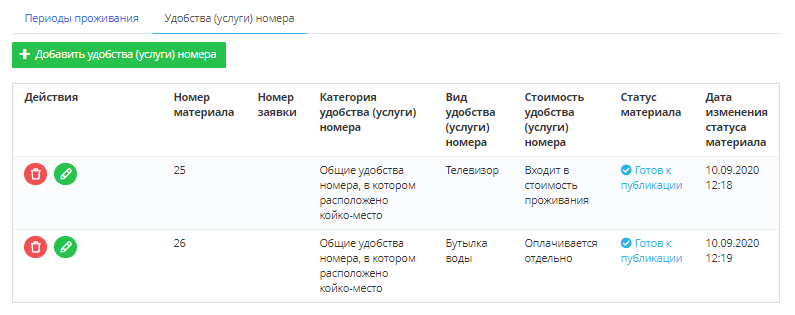 Периоды проживания
Удобства (услуги) номера
Добавить удобства (услуги) номера
Действия
Номер
материала
Номер
заявки
Категория
удобства (услуги)
номера
Вид
удобства
(услуги)
номера
Стоимость
удобства
(услуги)
номера
Статус
материала
Дата
изменения
статуса
материала
25
Общие удобства
номера, в котором
расположено
койко-место
Телевизор
Входит в
стоимость
проживания
Готов к
публикации
10.09.2020
12:18
26
Общие удобства
номера, в котором
расположено
койко-место
Бутылка
воды
Оплачивается
отдельно
Готов к
публикации
10.09.2020
12:19